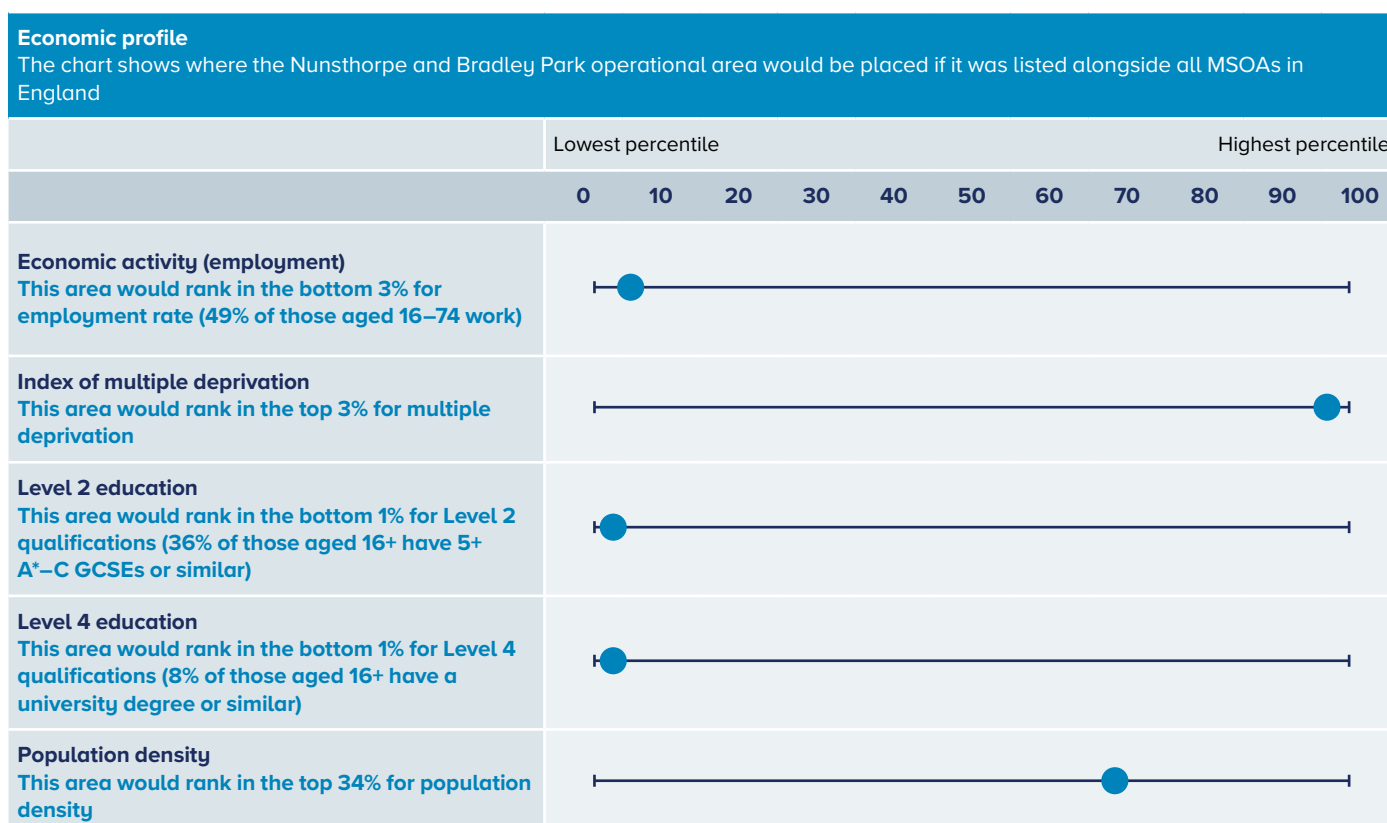 Economic profile
The chart shows where the Nunsthorpe and Bradley Park operational area would be placed if it was listed alongside all MSOAs in
England
Lowest percentile Highest percentile
0 10 20 30 40 50 60 70 80 90 100
Economic activity (employment)
This area would rank in the bottom 3% for
employment rate (49% of those aged 16–74 work)
Index of multiple deprivation
This area would rank in the top 3% for multiple
deprivation
Level 2 education
This area would rank in the bottom 1% for Level 2
qualifications (36% of those aged 16+ have 5+
A*–C GCSEs or similar)
Level 4 education
This area would rank in the bottom 1% for Level 4
qualifications (8% of those aged 16+ have a
university degree or similar)
Population density
This area would rank in the top 34% for population
density